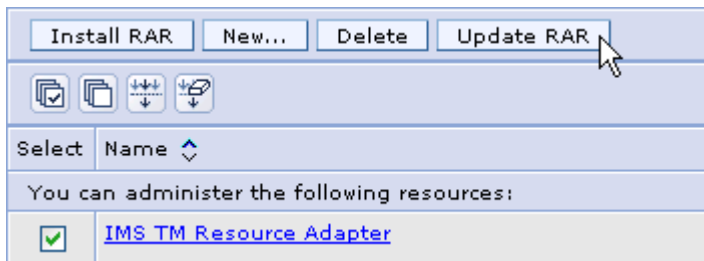 Install RAR New... Delete Update RAR
Select Name
You can administer the following resources:
IMS TM Resource Adapter